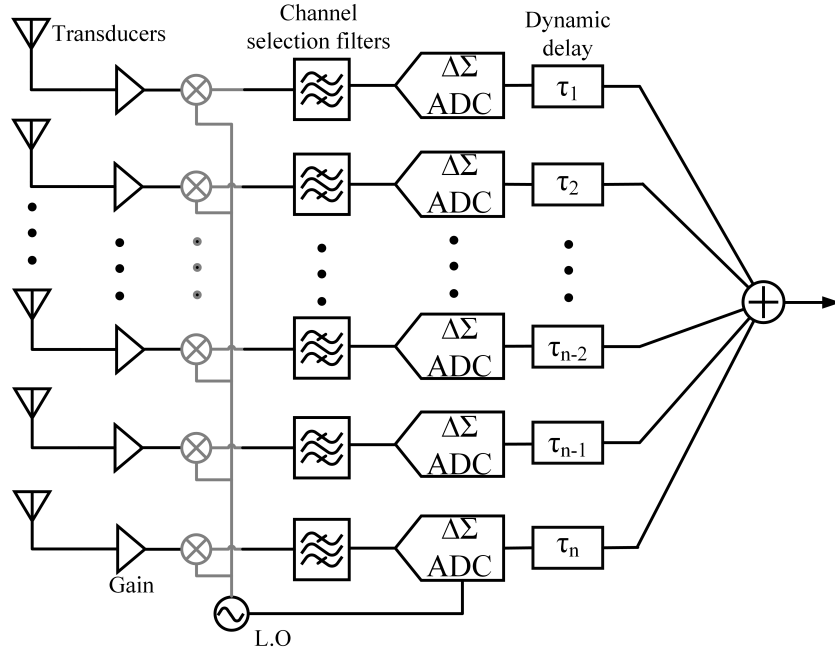 Transducers
Channel
selection filters
Dynamic
delay
ΔΣ
ADC
τ1
ΔΣ
ADC
τ2
ΔΣ
ADC
τn-2
ΔΣ
ADC
τn-1
ΔΣ
ADC
τn
Gain
L.O